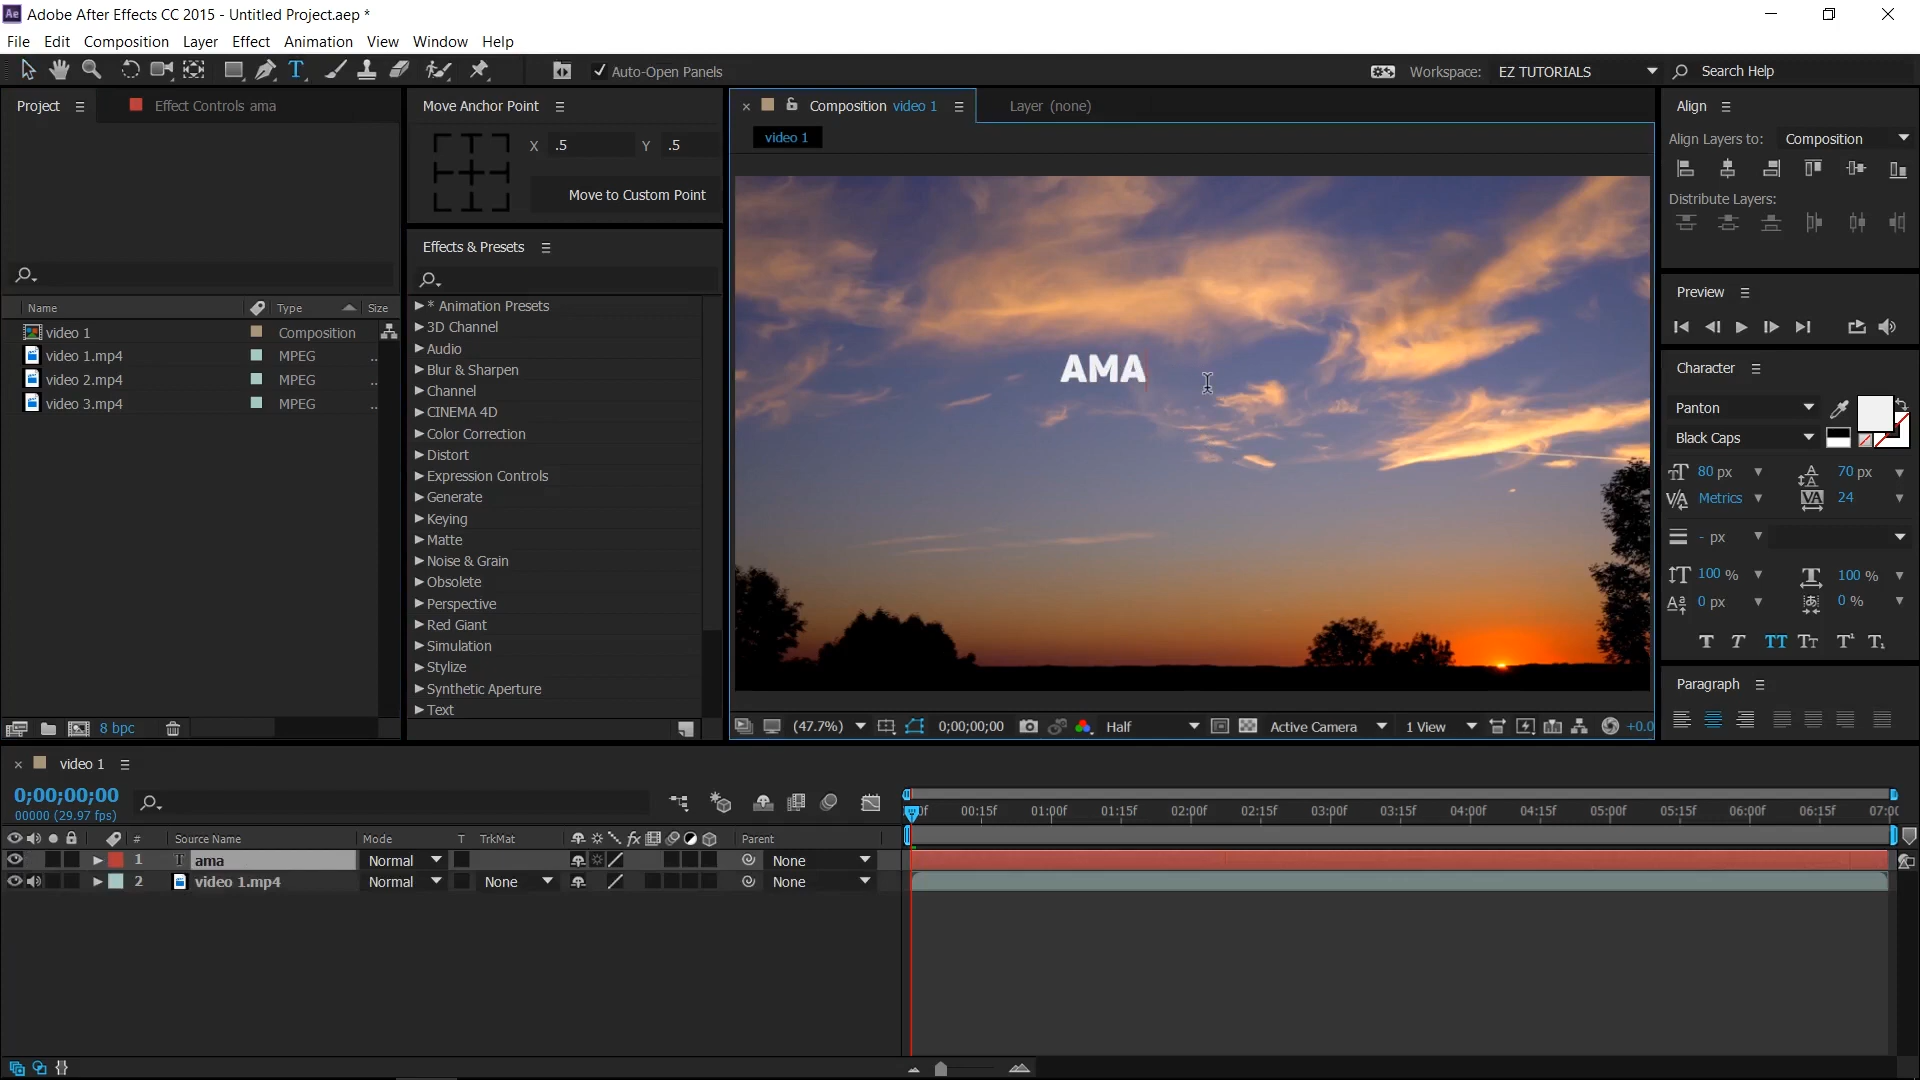 Ae Adobe After Effects CC 2015 - Untitled Project.aep *
File Edit Composition Layer Effect Animation View Window Help
T Auto-Open Panels Workspace: EZ TUTORIALS Search Help
Project Effect Controls ama
Move Anchor Point
X .5 Y .5
Move to Custom Point
Effects & Presets
Composition video 1 Layer (none)
video 1
Align
Align Layers to: Composition
Distribute Layers:
Preview
Character
Panton
Black Caps
80 px 70 px
Metrics 24
- px
100 % 100 %
0 px 0 %
Paragraph
Name Type Size
video 1 Composition
video 1.mp4 MPEG ..
video 2.mp4 MPEG ..
video 3.mp4 MPEG ..
8 bpc
* Animation Presets
3D Channel
Audio
Blur & Sharpen
Channel
CINEMA 4D
Color Correction
Distort
Expression Controls
Generate
Keying
Matte
Noise & Grain
Obsolete
Perspective
Red Giant
Simulation
Stylize
Synthetic Aperture
Text
AMA
(47.7%) 0;00;00;00 Half Active Camera 1 View +0.0
video 1
0;00;00;00
00000 (29.97 fps)
0f 00:15f 01:00f 01:15f 02:00f 02:15f 03:00f 03:15f 04:00f 04:15f 05:00f 05:15f 06:00f 06:15f 07:00
# Source Name Mode T TrkMat fx Parent
1 T ama Normal None
2 video 1.mp4 Normal None None